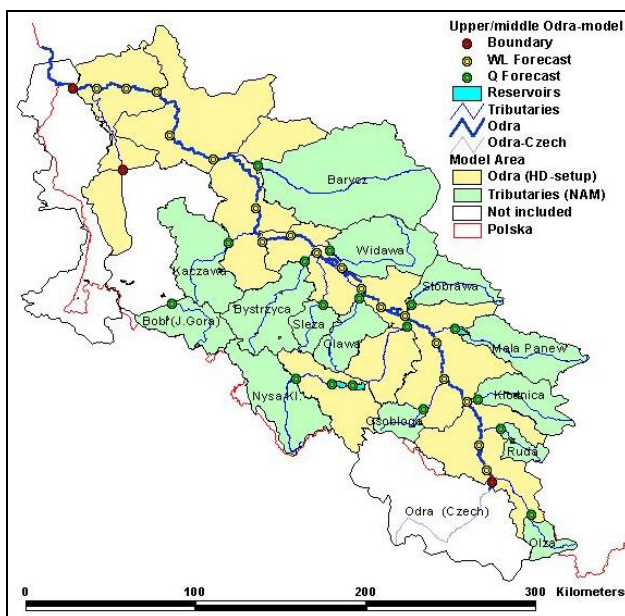 Upper/middle Odra-model
Boundary
WL Forecast
Q Forecast
Reservoirs
Tributaries
Odra
Odra-Czech
Model Area
Odra (HD-setup)
Tributaries (NAM)
Not included
Polska
Barycz
Widawa
Kaczawa
Stobrawa
Bystrzyca
Bobr(J.Gora)
Sleza
Olawa
Mala Panew
Nysa Kl.
Klodnica
Osobloga
Ruda
Odra (Czech)
Olza
0 100 200 300 Kilometers